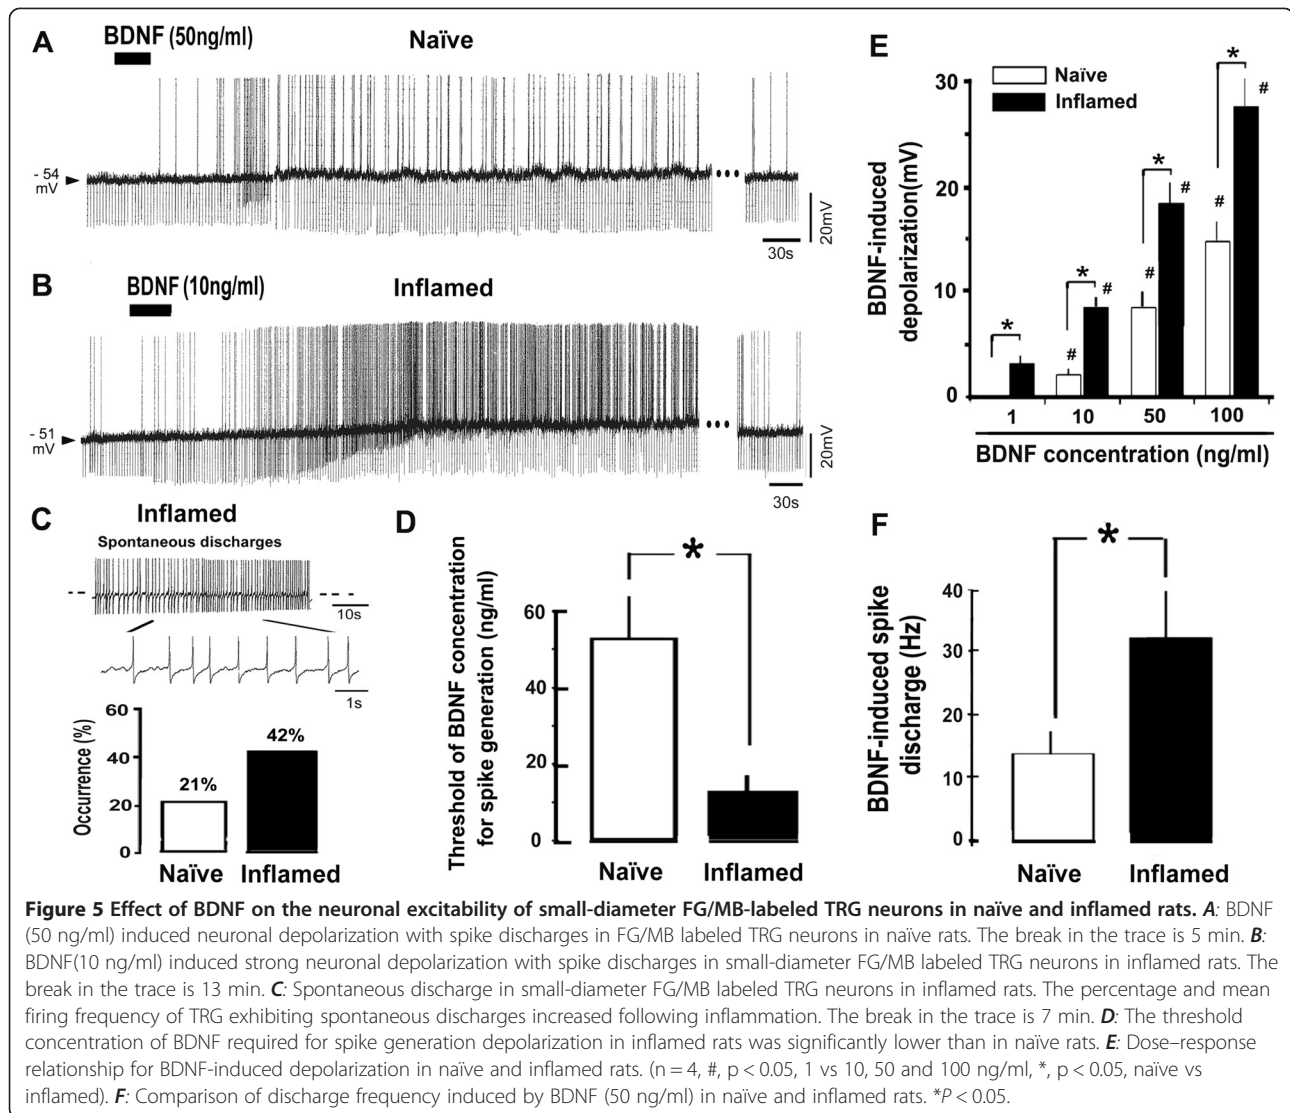 A
BDNF (50ng/ml)
Naïve
- 54
mV
20mV
30s
B
BDNF (10ng/ml)
Inflamed
- 51
mV
20mV
30s
C
Inflamed
Spontaneous discharges
10s
1s
Occurrence (%)
60
40
20
0
21%
42%
Naïve
Inflamed
D
Threshold of BDNF concentration
for spike generation (ng/ml)
60
40
20
0
*
Naïve
Inflamed
E
Naïve
Inflamed
BDNF-induced
depolarization(mV)
30
20
10
0
*
*
#
#
*
#
#
*
#
#
1 10 50 100
BDNF concentration (ng/ml)
F
BDNF-induced spike
discharge (Hz)
40
30
20
10
0
*
Naïve
Inflamed
Figure 5 Effect of BDNF on the neuronal excitability of small-diameter FG/MB-labeled TRG neurons in naïve and inflamed rats. A: BDNF
(50 ng/ml) induced neuronal depolarization with spike discharges in FG/MB labeled TRG neurons in naïve rats. The break in the trace is 5 min. B:
BDNF(10 ng/ml) induced strong neuronal depolarization with spike discharges in small-diameter FG/MB labeled TRG neurons in inflamed rats. The
break in the trace is 13 min. C: Spontaneous discharge in small-diameter FG/MB labeled TRG neurons in inflamed rats. The percentage and mean
firing frequency of TRG exhibiting spontaneous discharges increased following inflammation. The break in the trace is 7 min. D: The threshold
concentration of BDNF required for spike generation depolarization in inflamed rats was significantly lower than in naïve rats. E: Dose–response
relationship for BDNF-induced depolarization in naïve and inflamed rats. (n = 4, #, p < 0.05, 1 vs 10, 50 and 100 ng/ml, *, p < 0.05, naïve vs
inflamed). F: Comparison of discharge frequency induced by BDNF (50 ng/ml) in naïve and inflamed rats. *P < 0.05.